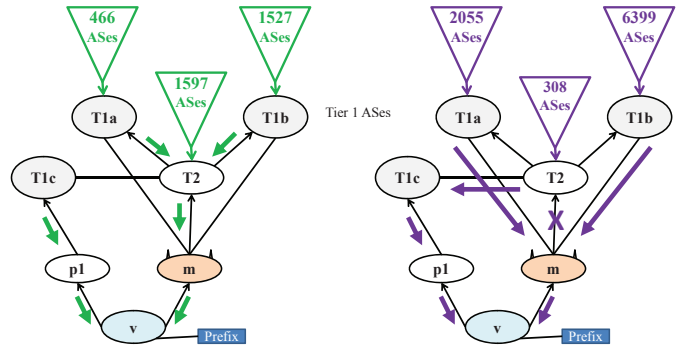 466
ASes
1527
ASes
1597
ASes
T1a
T1b
T1c
T2
p1
m
v
Prefix
Tier 1 ASes
2055
ASes
6399
ASes
308
ASes
T1a
T1b
T1c
T2
X
p1
m
v
Prefix